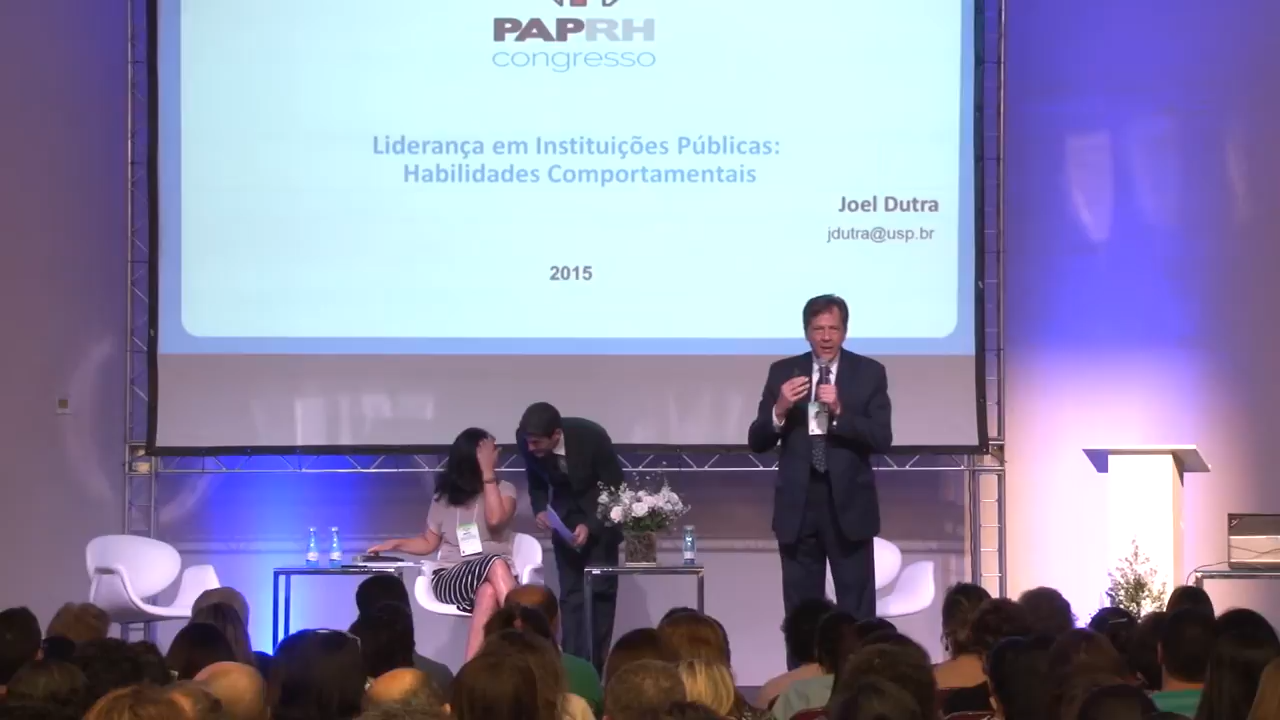 PAPRH
congresso
Liderança em Instituições Públicas:
Habilidades Comportamentais
Joel Dutra
jdutra@usp.br
2015